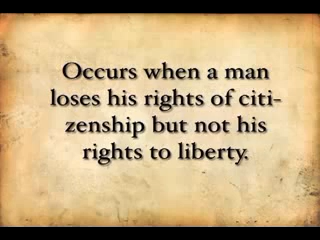 Occurs when a man
loses his rights of citi-
zenship but not his
rights to liberty.